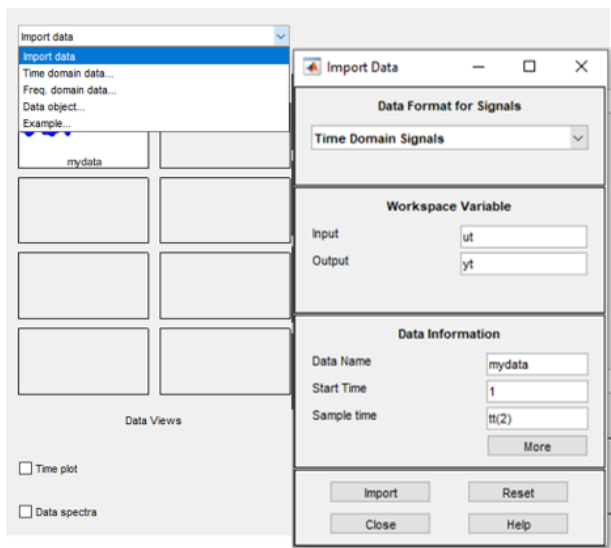 Import data
Import data
Time domain data...
Freq. domain data...
Data object...
Example...
mydata
Data Views
Time plot
Data spectra
Import Data
Data Format for Signals
Time Domain Signals
Workspace Variable
Input ut
Output yt
Data Information
Data Name mydata
Start Time 1
Sample time tt(2)
More
Import Reset
Close Help